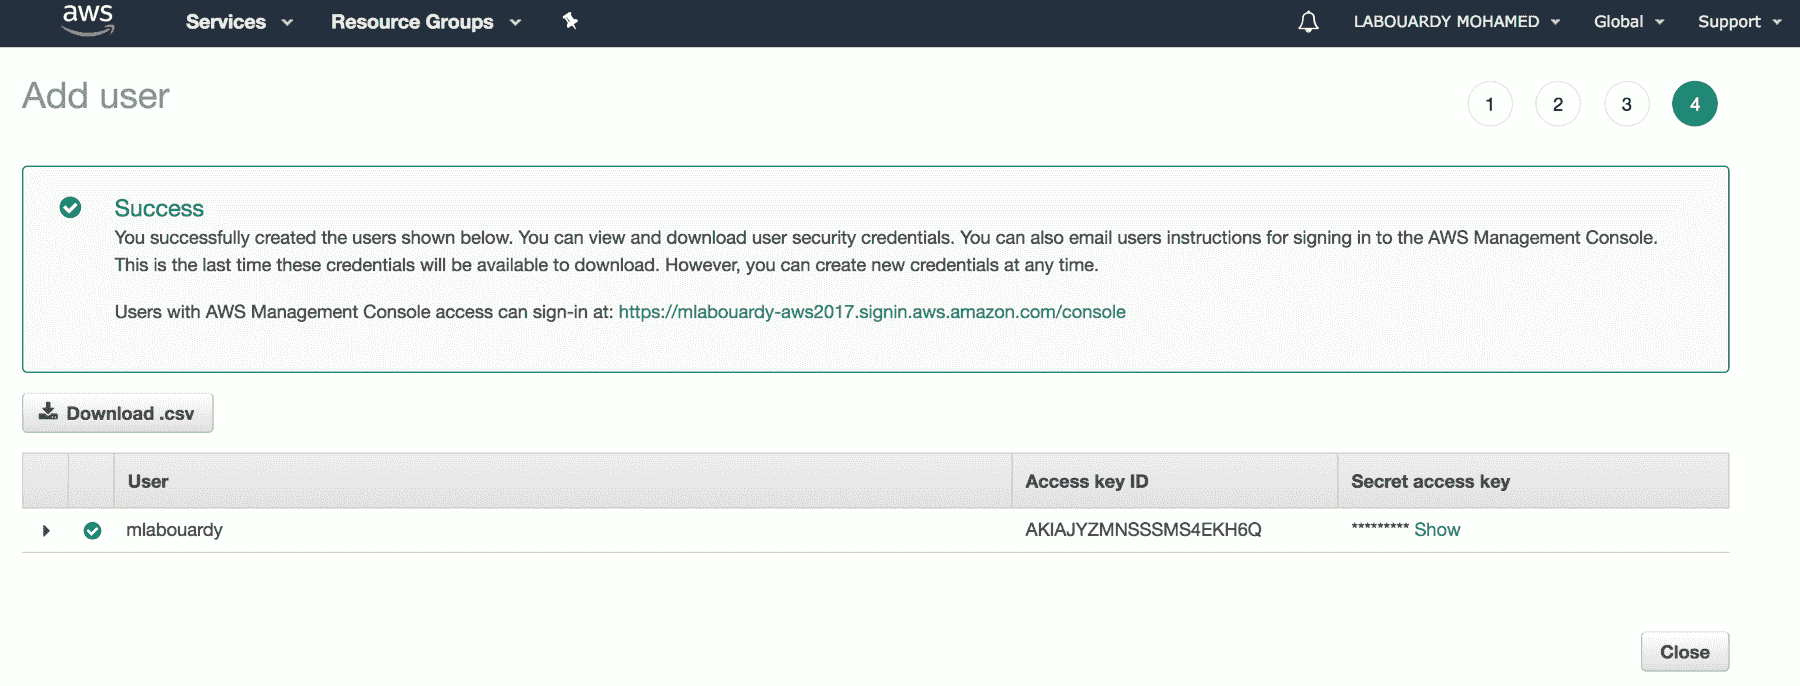 aws Services Resource Groups LABOUARDY MOHAMED Global Support
Add user 1 2 3 4
Success
You successfully created the users shown below. You can view and download user security credentials. You can also email users instructions for signing in to the AWS Management Console.
This is the last time these credentials will be available to download. However, you can create new credentials at any time.
Users with AWS Management Console access can sign-in at: https://mlabouardy-aws2017.signin.aws.amazon.com/console
Download .csv
User Access key ID Secret access key
mlabouardy AKIAJYZMNSSSMS4EKH6Q ********* Show
Close